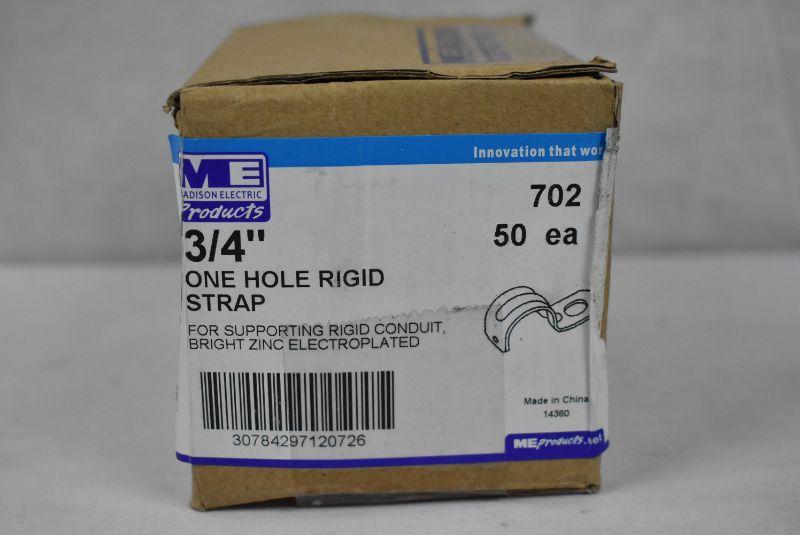 Innovation that wor
ME
ADISON ELECTRIC
Products
702
3/4"
50 ea
ONE HOLE RIGID
STRAP
FOR SUPPORTING RIGID CONDUIT,
BRIGHT ZINC ELECTROPLATED
30784297120726
Made in China
14360
MEproducts.net